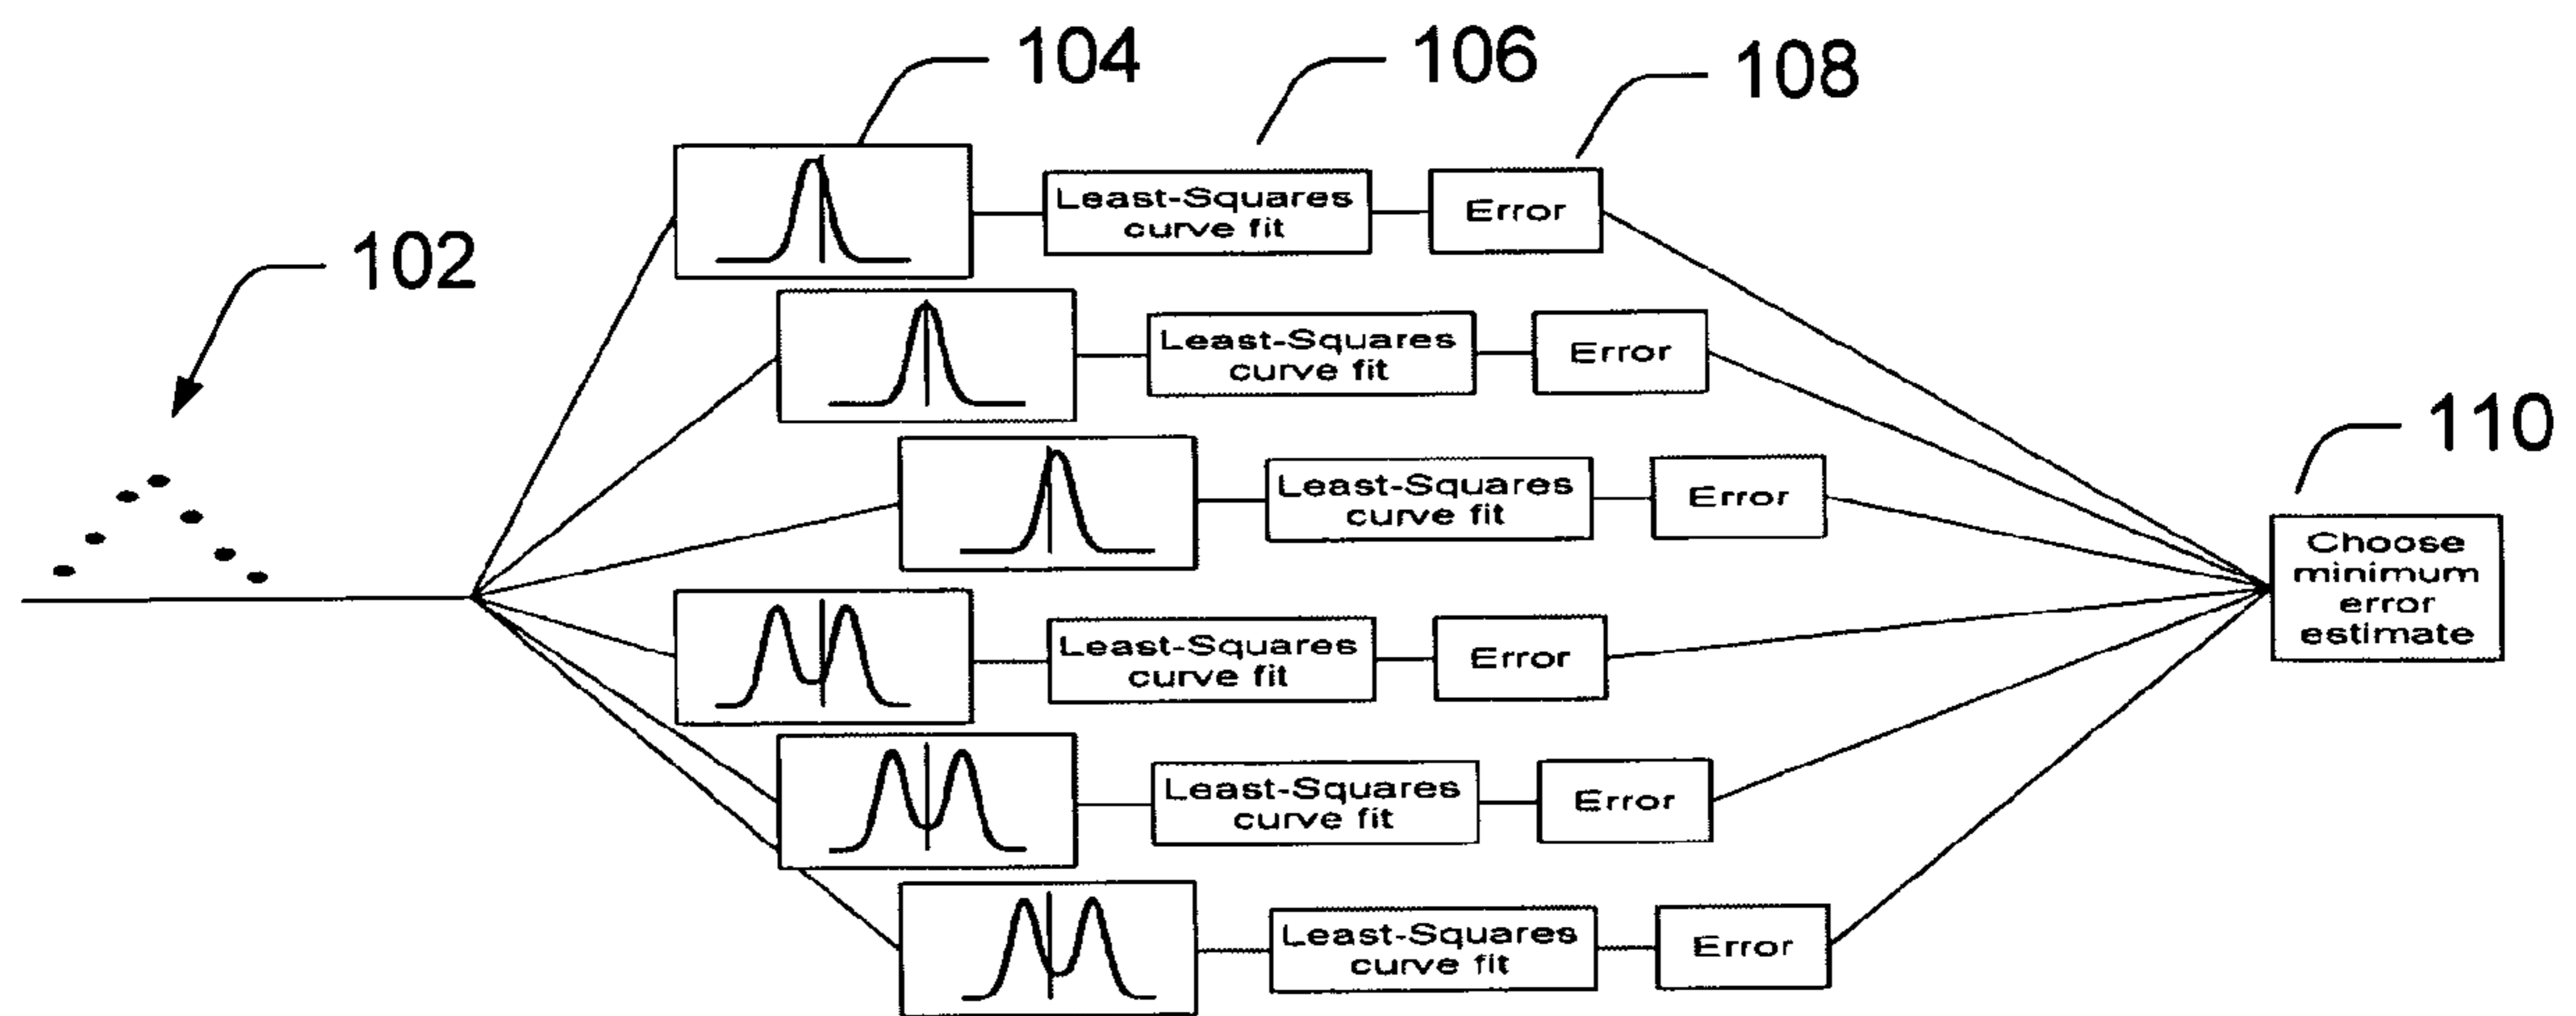 104
106
108
102
110
Least-Squares
curve fit
Error
Least-Squares
curve fit
Error
Least-Squares
curve fit
Error
Choose
minimum
error
estimate
Least-Squares
curve fit
Error
Least-Squares
curve fit
Error
Least-Squares
curve fit
Error